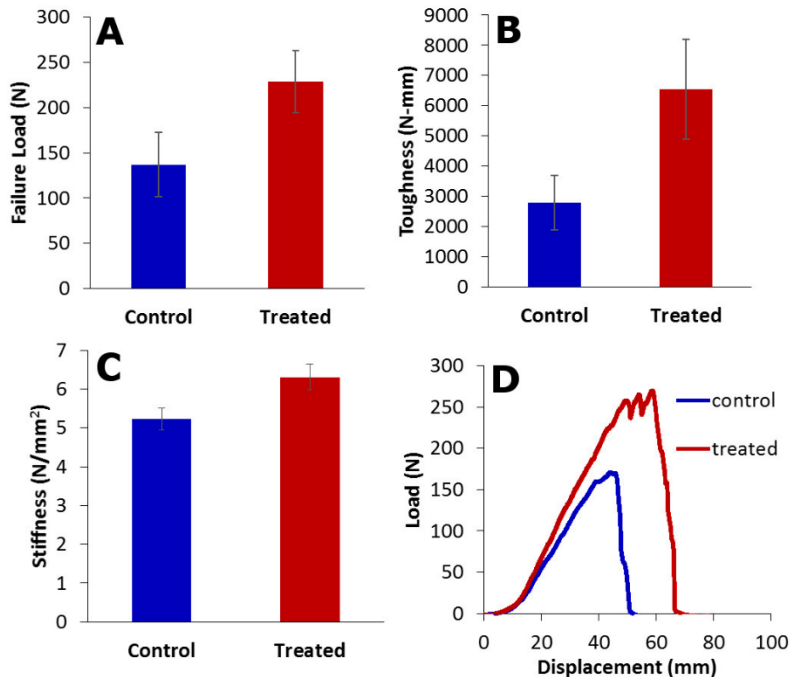 A
Failure Load (N)
300
250
200
150
100
50
0
Control Treated
B
Toughness (N-mm)
9000
8000
7000
6000
5000
4000
3000
2000
1000
0
Control Treated
C
Stiffness (N/mm²)
7
6
5
4
3
2
1
0
Control Treated
D
Load (N)
300
250
200
150
100
50
0
control
treated
0 20 40 60 80 100
Displacement (mm)